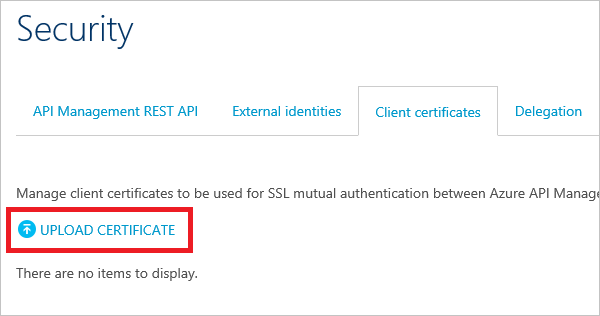 Security
API Management REST API External identities Client certificates Delegation
Manage client certificates to be used for SSL mutual authentication between Azure API Manage
UPLOAD CERTIFICATE
There are no items to display.